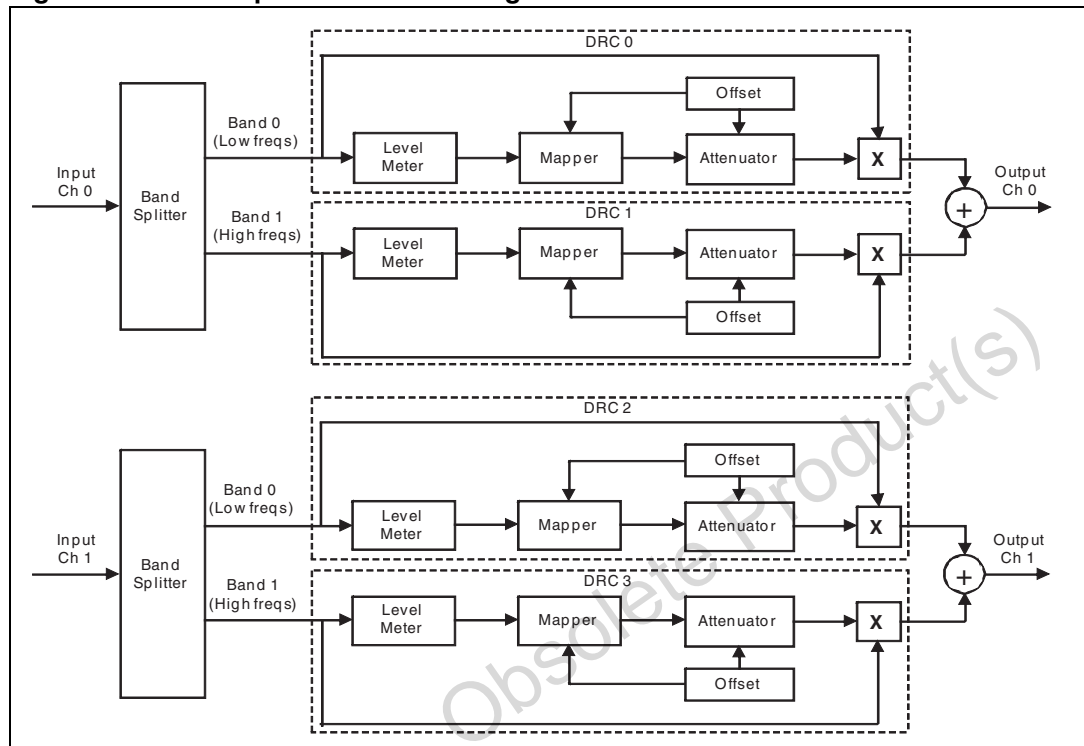 DRC 0
Offset
Band 0
(Low freqs)
Level
Meter
Mapper
Attenuator
X
Input
Ch 0
Band
Splitter
Output
Ch 0
+
Band 1
(High freqs)
DRC 1
Level
Meter
Mapper
Attenuator
X
Offset
DRC 2
Offset
Band 0
(Low freqs)
Level
Meter
Mapper
Attenuator
X
Input
Ch 1
Band
Splitter
Output
Ch 1
+
Band 1
(High freqs)
DRC 3
Level
Meter
Mapper
Attenuator
X
Offset
Obsolete Product(s)